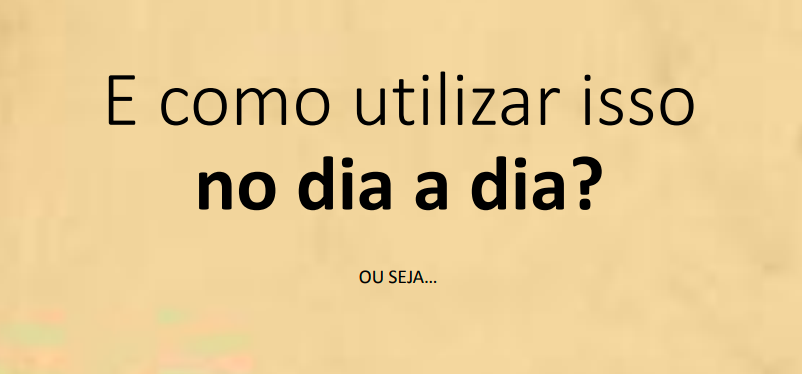 E como utilizar isso
no dia a dia?
OU SEJA...